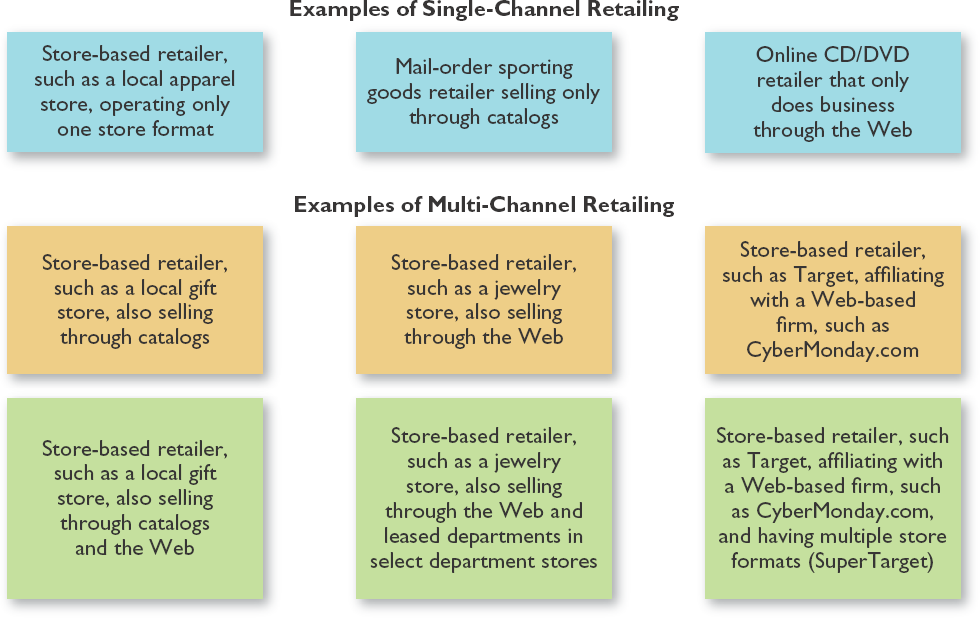 Examples of Single-Channel Retailing
Store-based retailer,
such as a local apparel
store, operating only
one store format
Mail-order sporting
goods retailer selling only
through catalogs
Online CD/DVD
retailer that only
does business
through the Web
Examples of Multi-Channel Retailing
Store-based retailer,
such as a local gift
store, also selling
through catalogs
Store-based retailer,
such as a jewelry
store, also selling
through the Web
Store-based retailer,
such as Target, affiliating
with a Web-based
firm, such as
CyberMonday.com
Store-based retailer,
such as a local gift
store, also selling
through catalogs
and the Web
Store-based retailer,
such as a jewelry
store, also selling
through the Web and
leased departments in
select department stores
Store-based retailer, such
as Target, affiliating with
a Web-based firm, such
as CyberMonday.com,
and having multiple store
formats (SuperTarget)